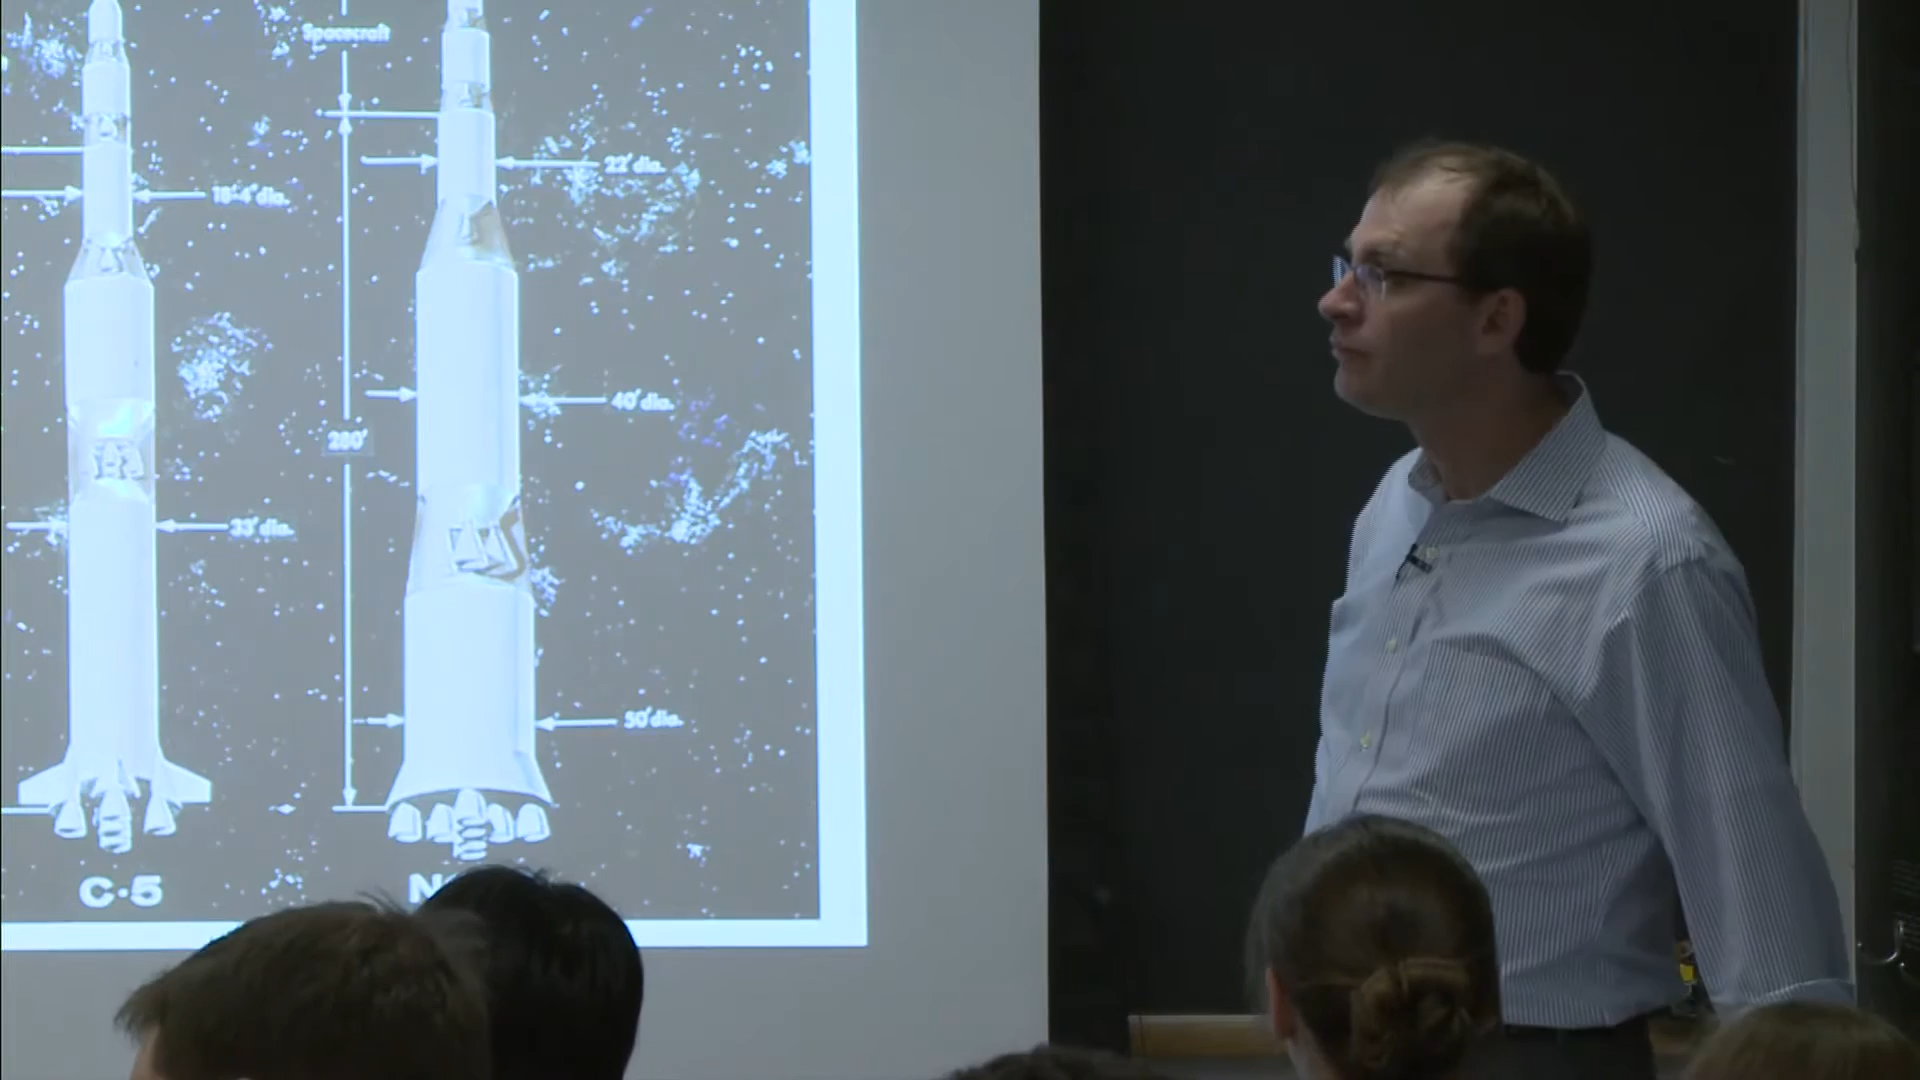 Spacecraft
22' dia.
18'-4" dia.
40' dia.
280'
33' dia.
50' dia.
C-5
N